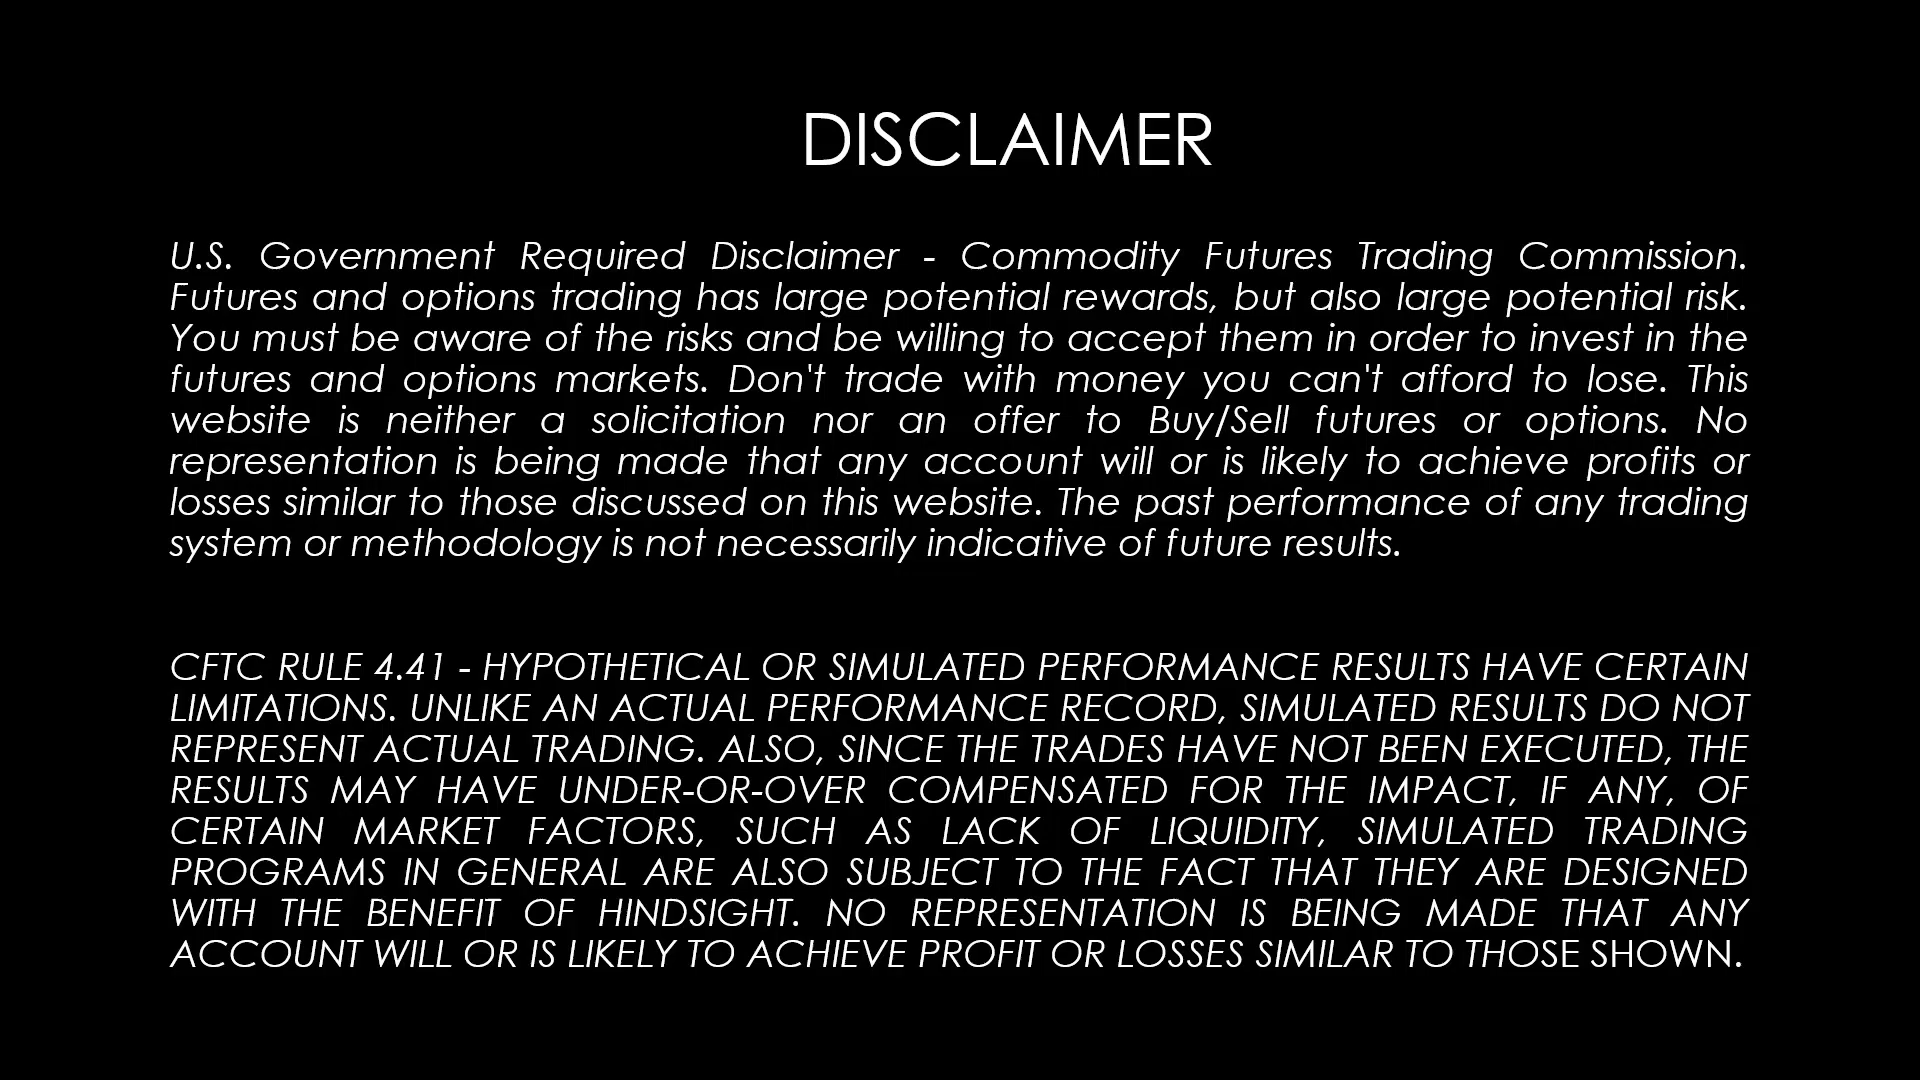 DISCLAIMER
U.S. Government Required Disclaimer - Commodity Futures Trading Commission.
Futures and options trading has large potential rewards, but also large potential risk.
You must be aware of the risks and be willing to accept them in order to invest in the
futures and options markets. Don't trade with money you can't afford to lose. This
website is neither a solicitation nor an offer to Buy/Sell futures or options. No
representation is being made that any account will or is likely to achieve profits or
losses similar to those discussed on this website. The past performance of any trading
system or methodology is not necessarily indicative of future results.
CFTC RULE 4.41 - HYPOTHETICAL OR SIMULATED PERFORMANCE RESULTS HAVE CERTAIN
LIMITATIONS. UNLIKE AN ACTUAL PERFORMANCE RECORD, SIMULATED RESULTS DO NOT
REPRESENT ACTUAL TRADING. ALSO, SINCE THE TRADES HAVE NOT BEEN EXECUTED, THE
RESULTS MAY HAVE UNDER-OR-OVER COMPENSATED FOR THE IMPACT, IF ANY, OF
CERTAIN MARKET FACTORS, SUCH AS LACK OF LIQUIDITY, SIMULATED TRADING
PROGRAMS IN GENERAL ARE ALSO SUBJECT TO THE FACT THAT THEY ARE DESIGNED
WITH THE BENEFIT OF HINDSIGHT. NO REPRESENTATION IS BEING MADE THAT ANY
ACCOUNT WILL OR IS LIKELY TO ACHIEVE PROFIT OR LOSSES SIMILAR TO THOSE SHOWN.